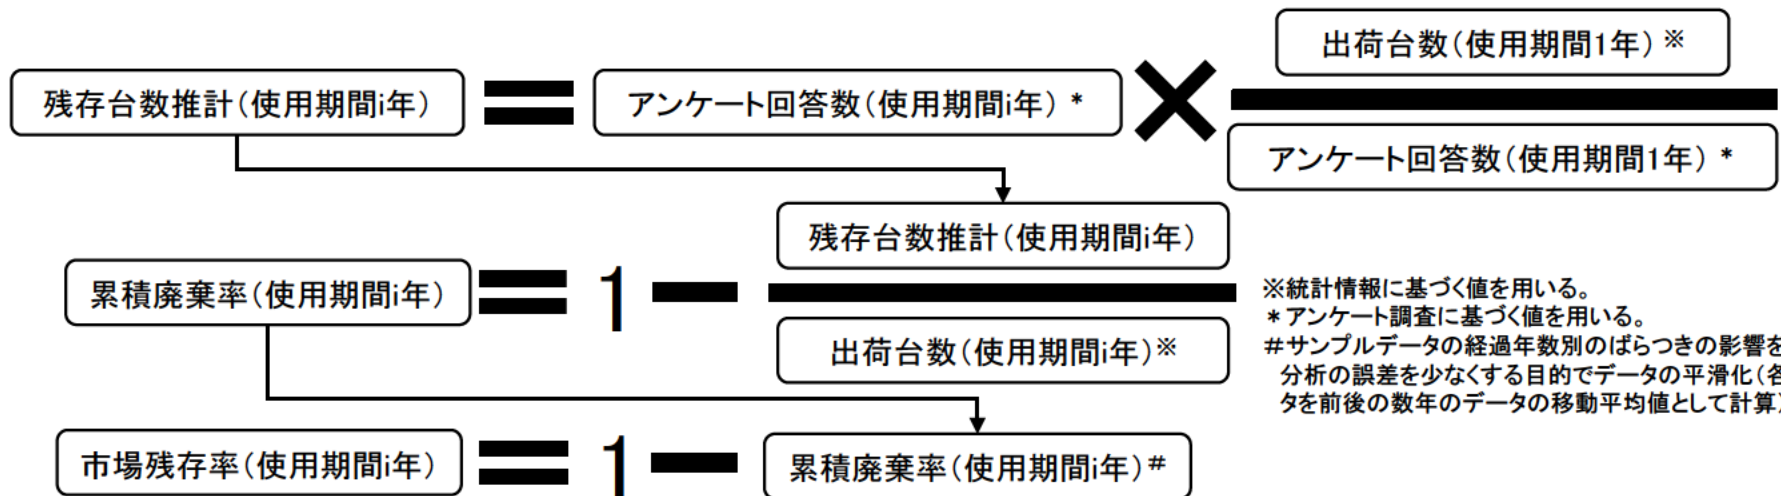 出荷台数(使用期間1年)※
残存台数推計(使用期間i年) = アンケート回答数(使用期間i年) * ×
アンケート回答数(使用期間1年) *
残存台数推計(使用期間i年)
累積廃棄率(使用期間i年) = 1 −
出荷台数(使用期間i年)※
※統計情報に基づく値を用いる。
*アンケート調査に基づく値を用いる。
#サンプルデータの経過年数別のばらつきの影響を
分析の誤差を少なくする目的でデータの平滑化(各
タを前後の数年のデータの移動平均値として計算)
市場残存率(使用期間i年) = 1 − 累積廃棄率(使用期間i年)#